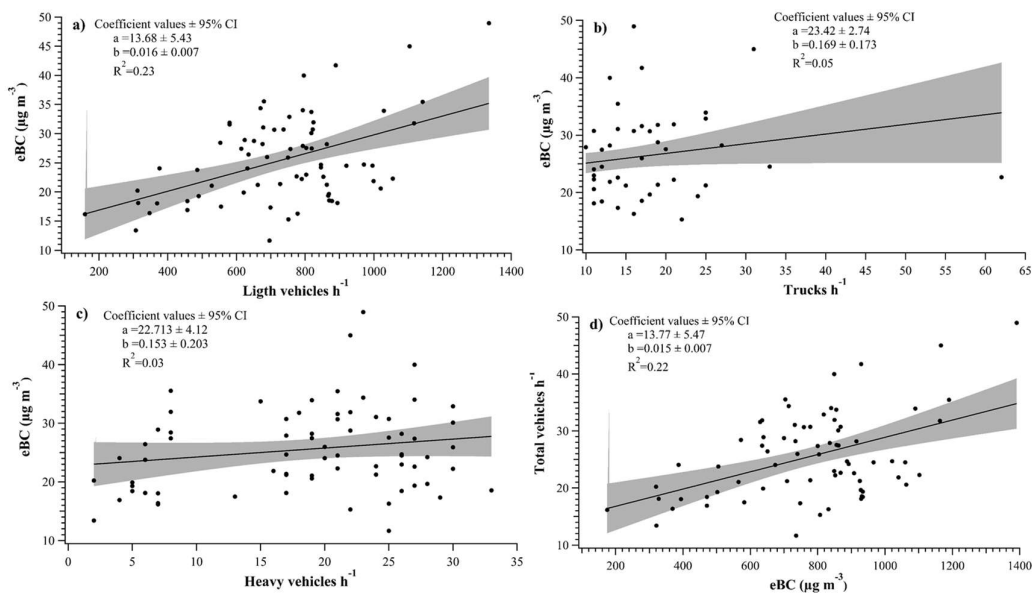 a)
Coefficient values ± 95% CI
a =13.68 ± 5.43
b =0.016 ± 0.007
R²=0.23
eBC (µg m⁻³)
50
45
40
35
30
25
20
15
10
200 400 600 800 1000 1200 1400
Ligth vehicles h⁻¹
b)
Coefficient values ± 95% CI
a =23.42 ± 2.74
b =0.169 ± 0.173
R²=0.05
eBC (µg m⁻³)
50
40
30
20
10
10 15 20 25 30 35 40 45 50 55 60 65
Trucks h⁻¹
c)
Coefficient values ± 95% CI
a =22.713 ± 4.12
b =0.153 ± 0.203
R²=0.03
eBC (µg m⁻³)
50
40
30
20
10
0 5 10 15 20 25 30 35
Heavy vehicles h⁻¹
d)
Coefficient values ± 95% CI
a =13.77 ± 5.47
b =0.015 ± 0.007
R²=0.22
Total vehicles h⁻¹
50
40
30
20
10
200 400 600 800 1000 1200 1400
eBC (µg m⁻³)